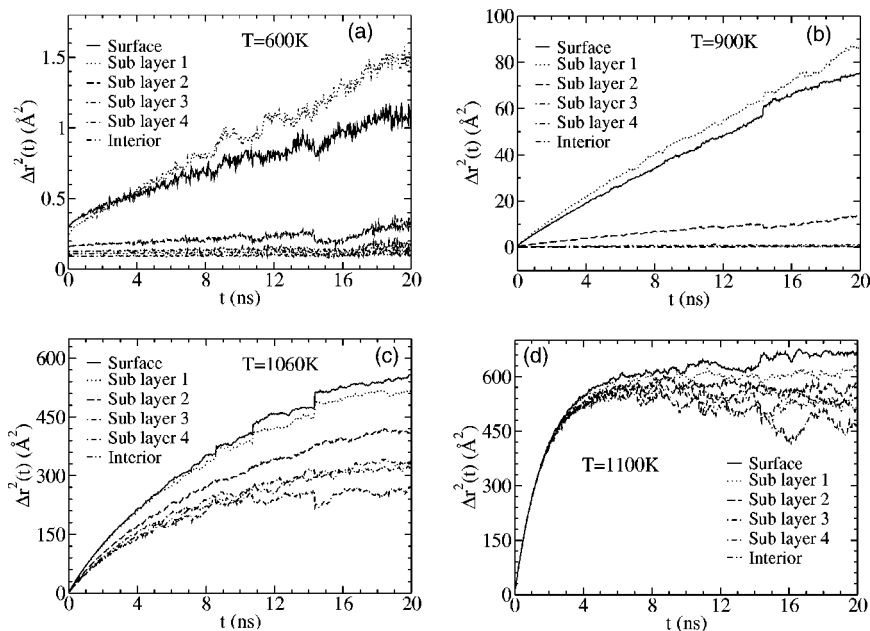 (a)
T=600K
Surface
Sub layer 1
Sub layer 2
Sub layer 3
Sub layer 4
Interior
Δr²(t) (Å²)
1.5
1
0.5
0
0 4 8 12 16 20
t (ns)
(b)
T=900K
Surface
Sub layer 1
Sub layer 2
Sub layer 3
Sub layer 4
Interior
Δr²(t) (Å²)
100
80
60
40
20
0
0 4 8 12 16 20
t (ns)
(c)
T=1060K
Surface
Sub layer 1
Sub layer 2
Sub layer 3
Sub layer 4
Interior
Δr²(t) (Å²)
600
450
300
150
0
0 4 8 12 16 20
t (ns)
(d)
T=1100K
Surface
Sub layer 1
Sub layer 2
Sub layer 3
Sub layer 4
Interior
Δr²(t) (Å²)
600
450
300
150
0
0 4 8 12 16 20
t (ns)